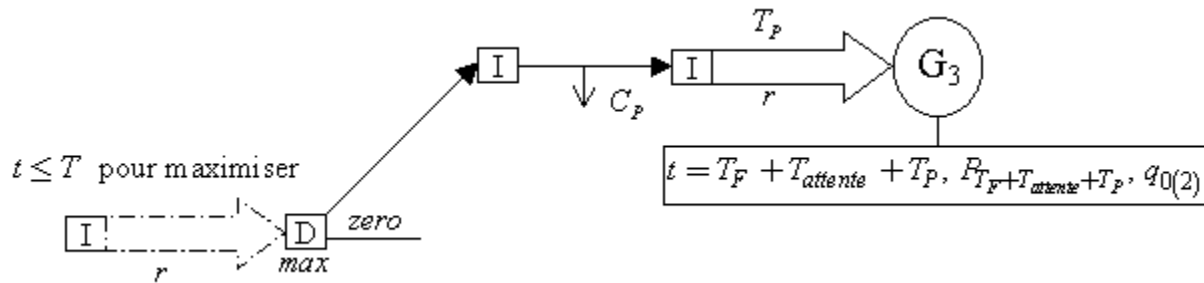 T_P
I
I
G_3
C_P
r
t ≤ T pour maximiser
t = T_F + T_attente + T_P, P_{T_F+T_attente+T_P}, q_{0(2)}
I
D
zero
r
max